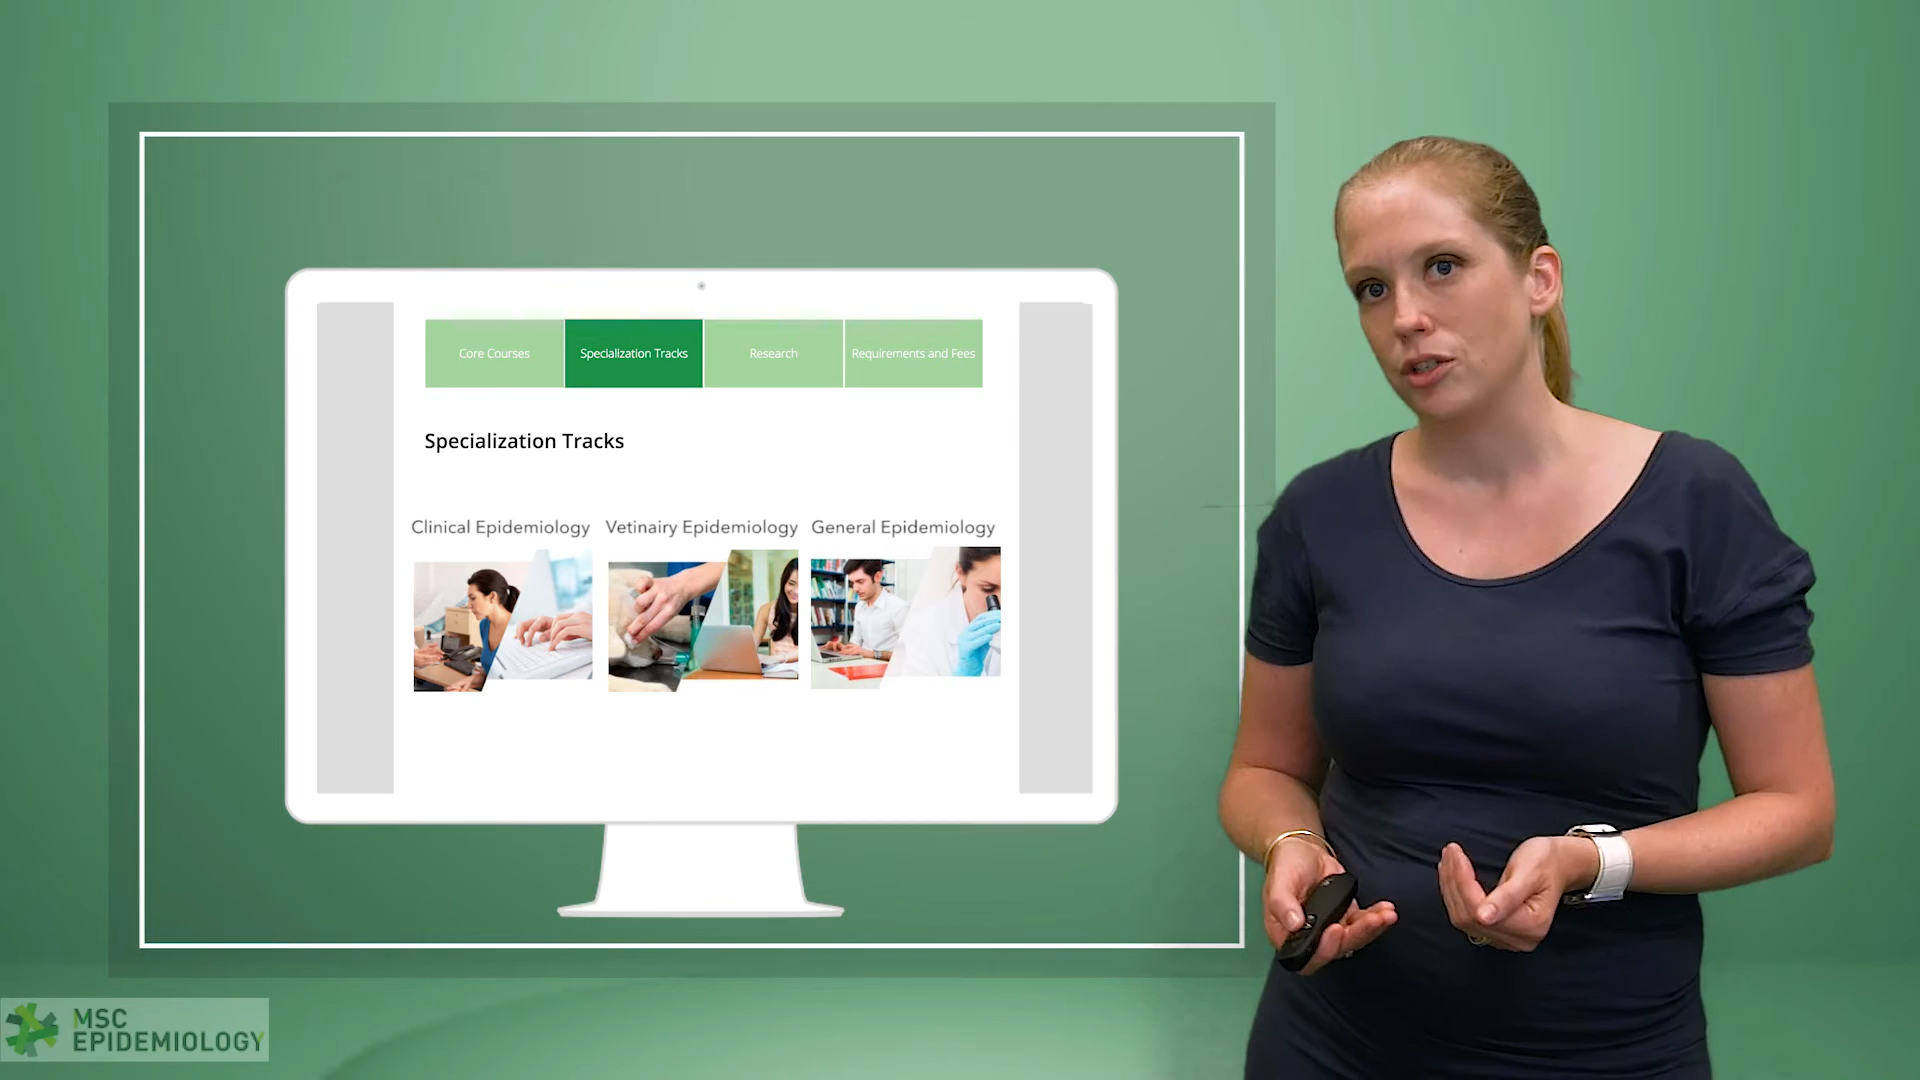 Core Courses
Specialization Tracks
Research
Requirements and Fees
Specialization Tracks
Clinical Epidemiology
Vetinairy Epidemiology
General Epidemiology
MSC
EPIDEMIOLOGY